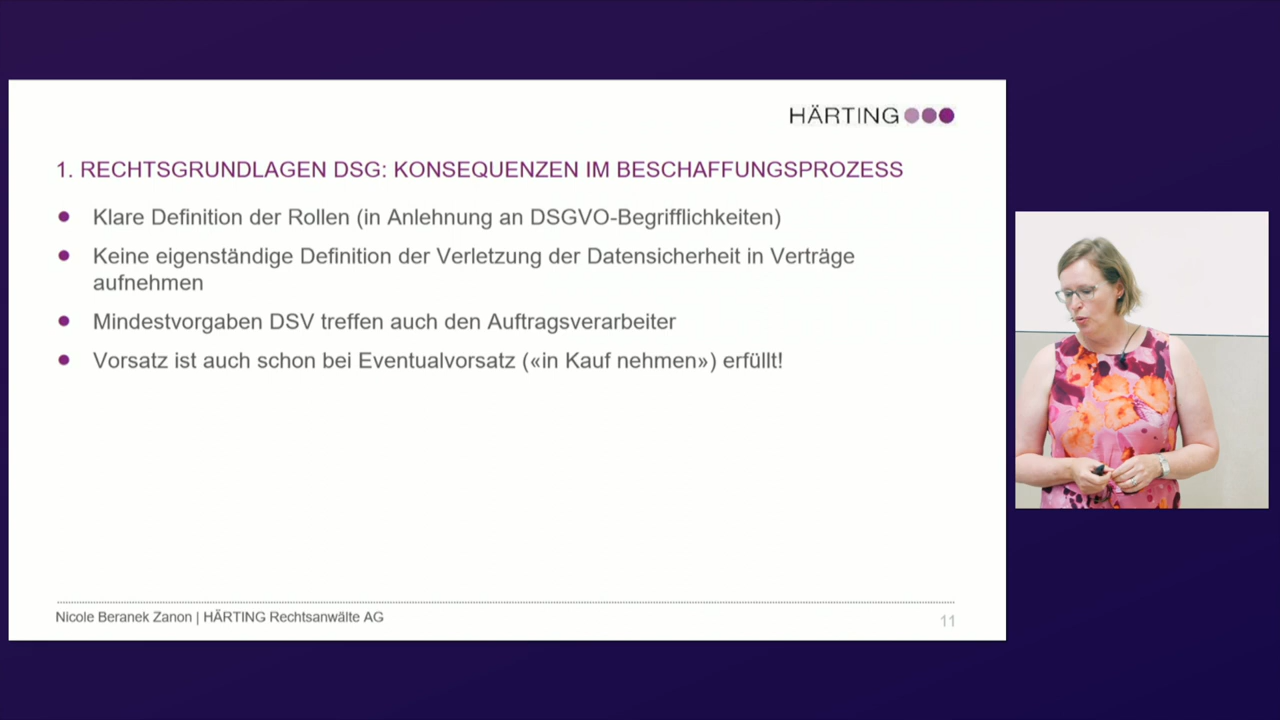 HÄRTING
1. RECHTSGRUNDLAGEN DSG: KONSEQUENZEN IM BESCHAFFUNGSPROZESS
● Klare Definition der Rollen (in Anlehnung an DSGVO-Begrifflichkeiten)
● Keine eigenständige Definition der Verletzung der Datensicherheit in Verträge
aufnehmen
● Mindestvorgaben DSV treffen auch den Auftragsverarbeiter
● Vorsatz ist auch schon bei Eventualvorsatz («in Kauf nehmen») erfüllt!
Nicole Beranek Zanon | HÄRTING Rechtsanwälte AG
11